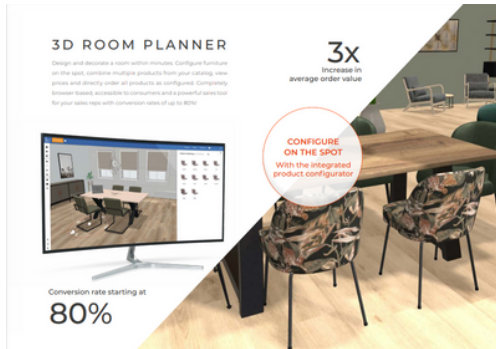 3D ROOM PLANNER
Design and decorate a room within minutes. Configure furniture
on the spot, combine multiple products from your catalog, view
prices and directly order all products as configured. Completely
browser-based, accessible to consumers and a powerful sales tool
for your sales reps with conversion rates of up to 80%!
3x
Increase in
average order value
CONFIGURE
ON THE SPOT
With the integrated
product configurator
Conversion rate starting at
80%